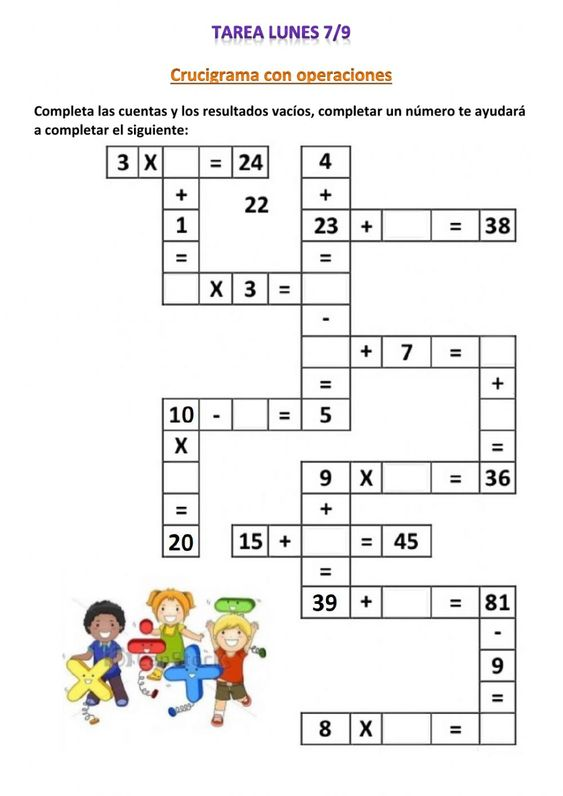 TAREA LUNES 7/9
Crucigrama con operaciones
Completa las cuentas y los resultados vacíos, completar un número te ayudará
a completar el siguiente:
3 X = 24 4
+ 22 +
1 23 + = 38
= =
X 3 =
-
+ 7 =
= +
10 - = 5
X =
9 X = 36
= +
20 15 + = 45
=
39 + = 81
-
9
=
8 X =